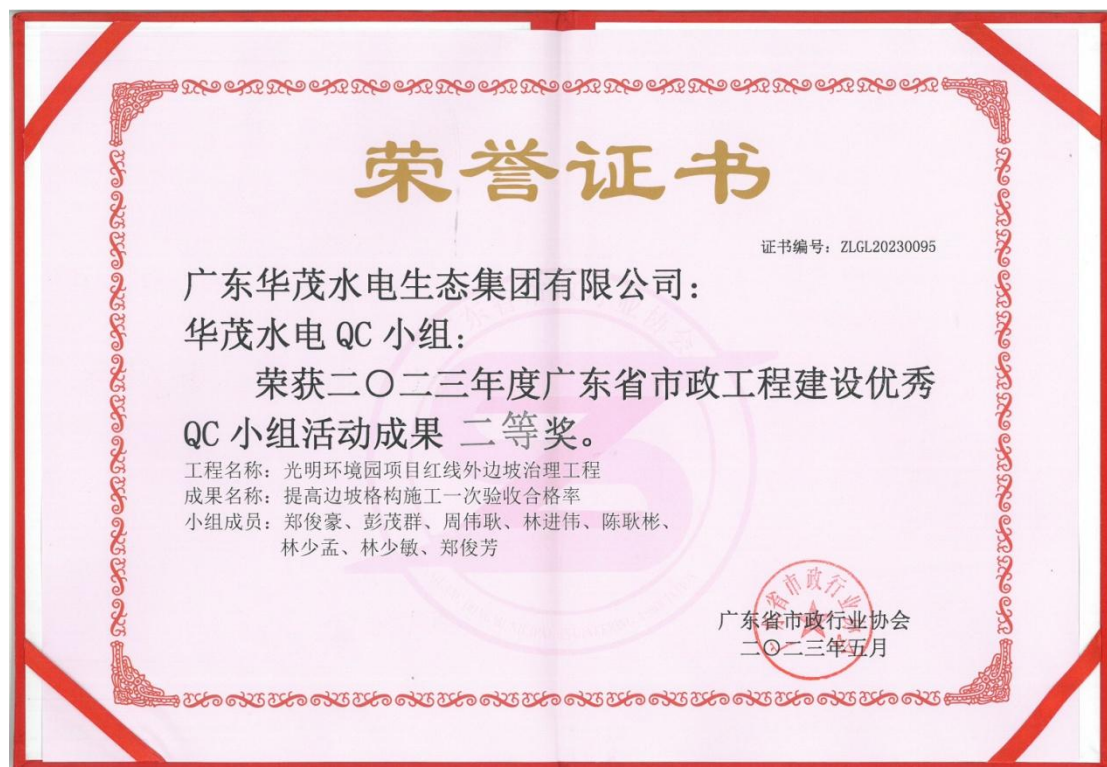 荣誉证书
证书编号：ZLGL20230095
广东华茂水电生态集团有限公司：
华茂水电 QC 小组：
荣获二〇二三年度广东省市政工程建设优秀
QC 小组活动成果 二等奖。
工程名称：光明环境园项目红线外边坡治理工程
成果名称：提高边坡格构施工一次验收合格率
小组成员：郑俊豪、彭茂群、周伟耿、林进伟、陈耿彬、
林少孟、林少敏、郑俊芳
广东省市政行业协会
二〇二三年五月